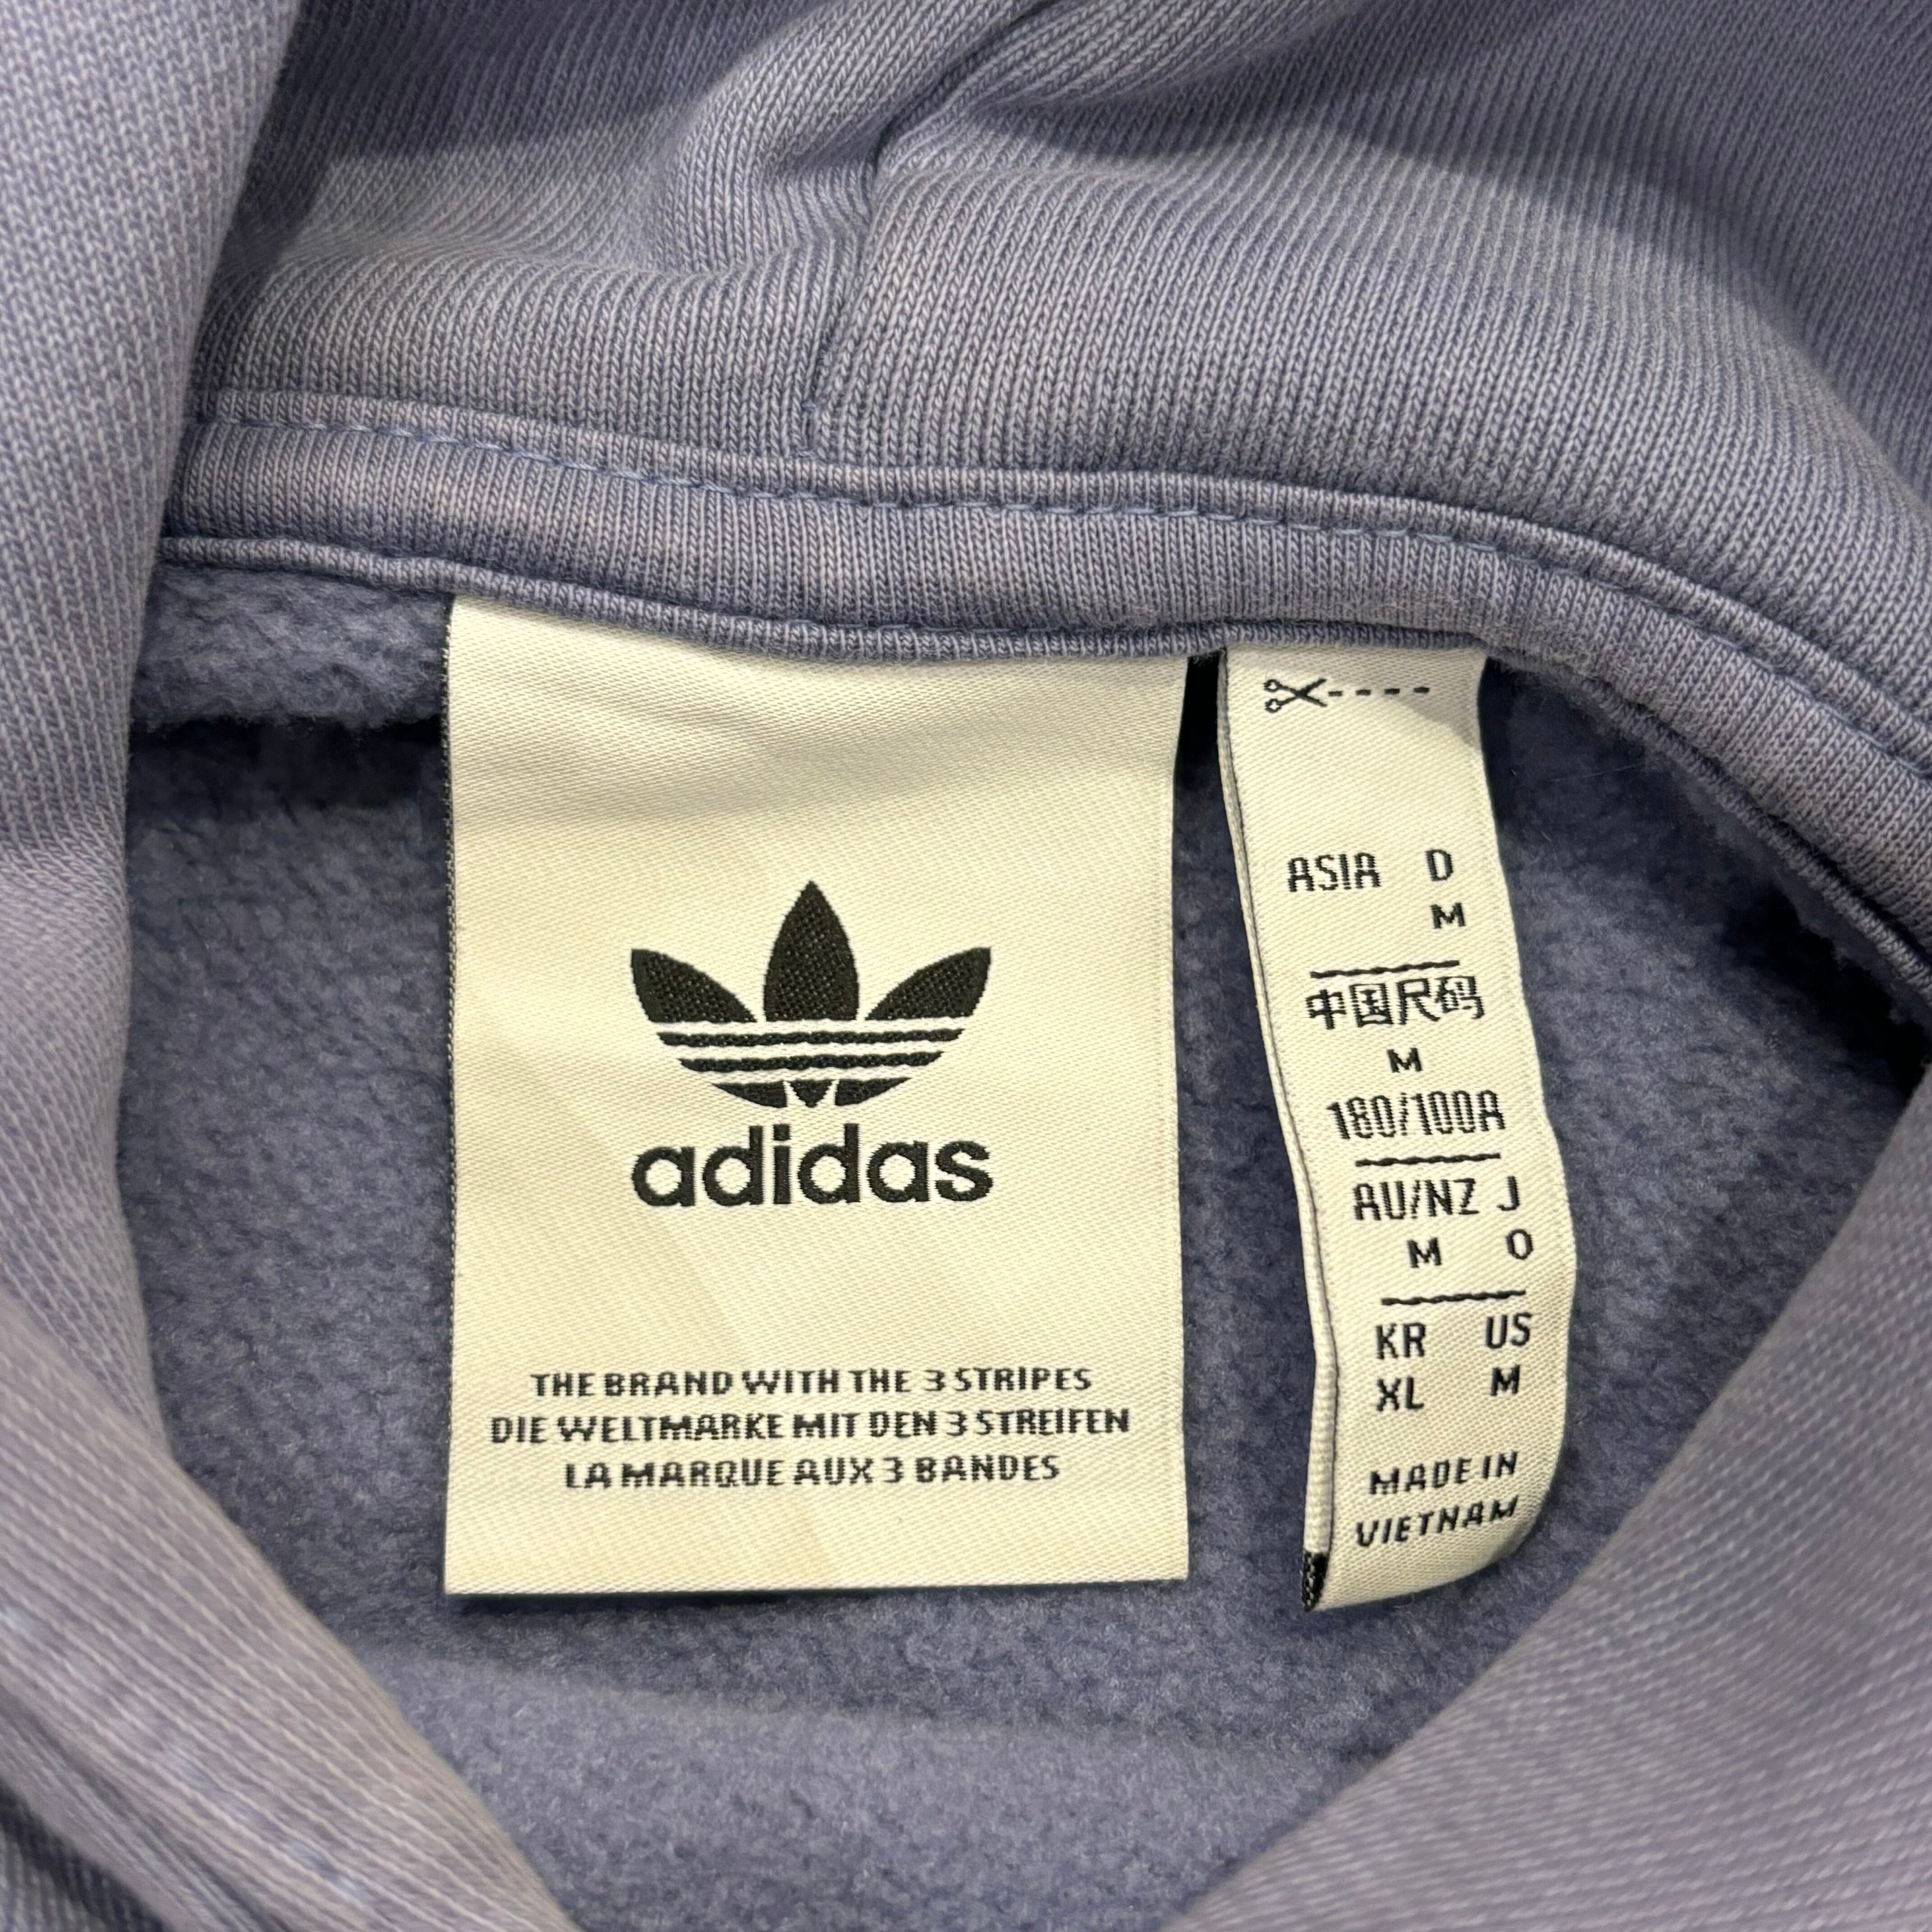 adidas
THE BRAND WITH THE 3 STRIPES
DIE WELTMARKE MIT DEN 3 STREIFEN
LA MARQUE AUX 3 BANDES
ASIA D
M
中国尺码
M
180/100A
AU/NZ J
M O
KR US
XL M
MADE IN
VIETNAM